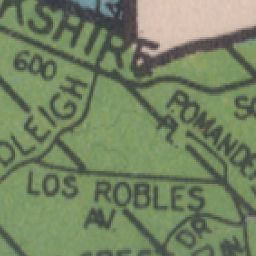 KSHIRE
600
DLEIGH
POMANDE
PL
LOS ROBLES
AV.
DR